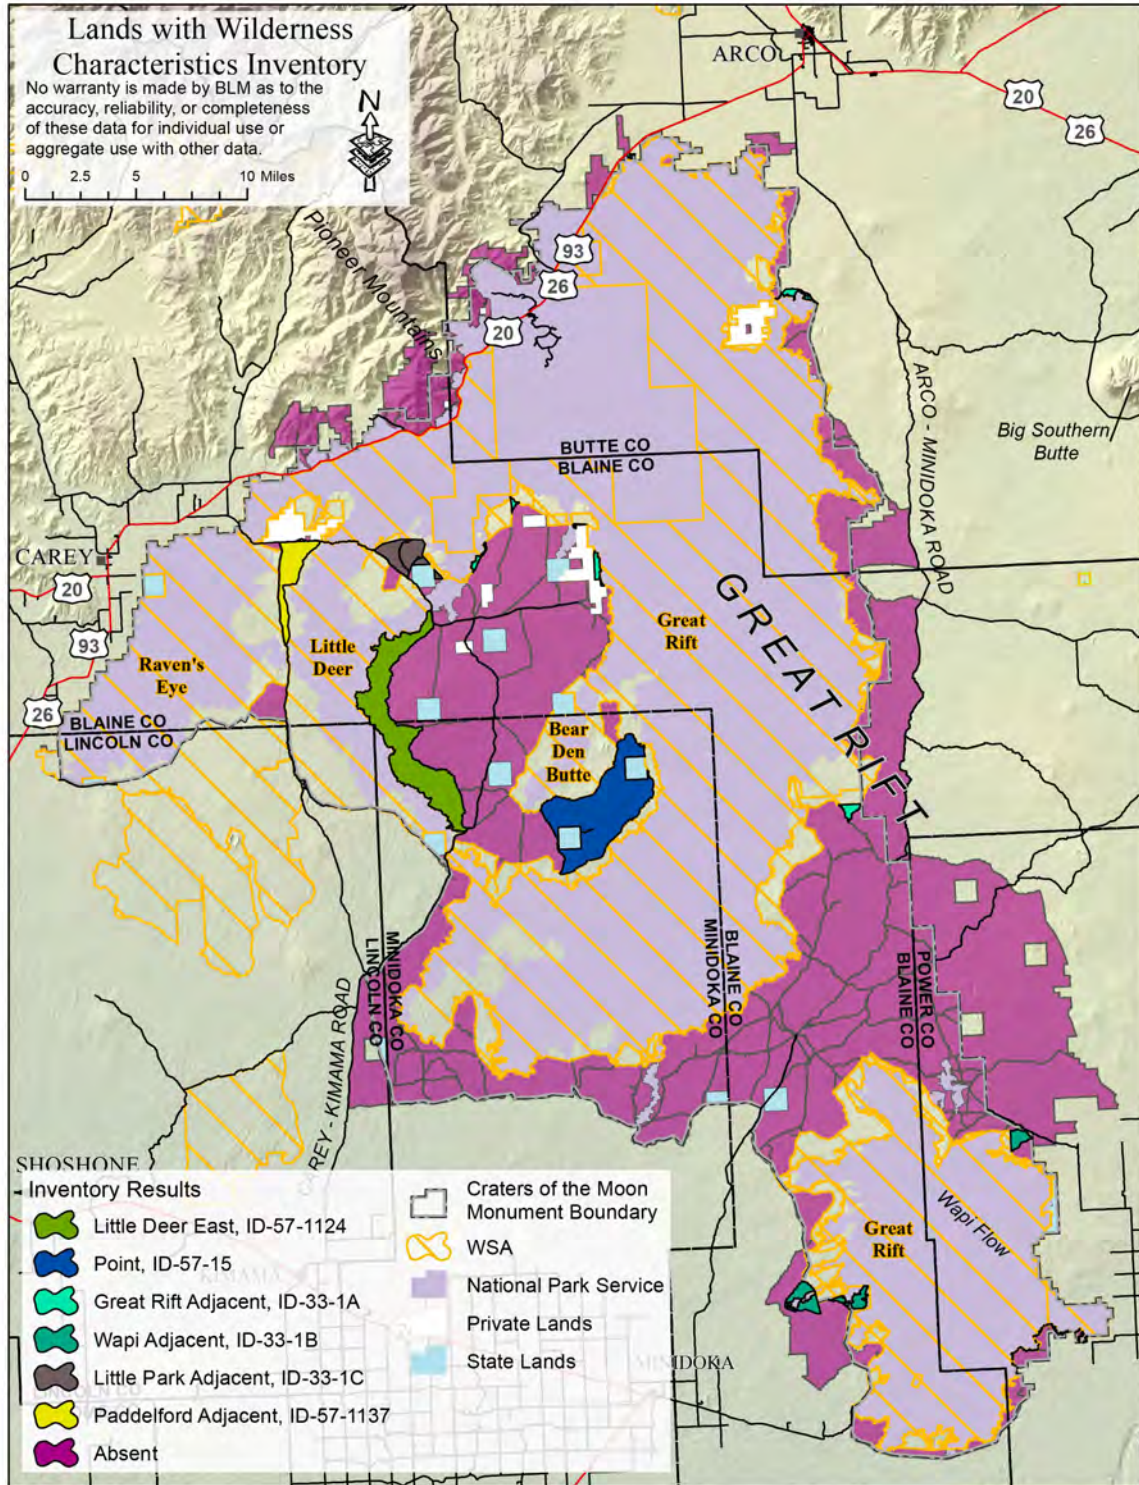 Lands with Wilderness
Characteristics Inventory
No warranty is made by BLM as to the
accuracy, reliability, or completeness
of these data for individual use or
aggregate use with other data.
N
0 2.5 5 10 Miles
ARCO
20
26
Pioneer Mountains
93
26
20
ARCO - MINIDOKA ROAD
Big Southern
Butte
BUTTE CO
BLAINE CO
CAREY
20
93
26
GREAT RIFT
Great
Rift
Little
Deer
Raven's
Eye
BLAINE CO
LINCOLN CO
Bear
Den
Butte
MINIDOKA CO
LINCOLN CO
BLAINE CO
MINIDOKA CO
POWER CO
BLAINE CO
CAREY - KIMAMA ROAD
Wapi Flow
Great
Rift
SHOSHONE
KIMAMA
MINIDOKA
LINCOLN CO
Inventory Results
Little Deer East, ID-57-1124
Point, ID-57-15
Great Rift Adjacent, ID-33-1A
Wapi Adjacent, ID-33-1B
Little Park Adjacent, ID-33-1C
Paddelford Adjacent, ID-57-1137
Absent
Craters of the Moon
Monument Boundary
WSA
National Park Service
Private Lands
State Lands